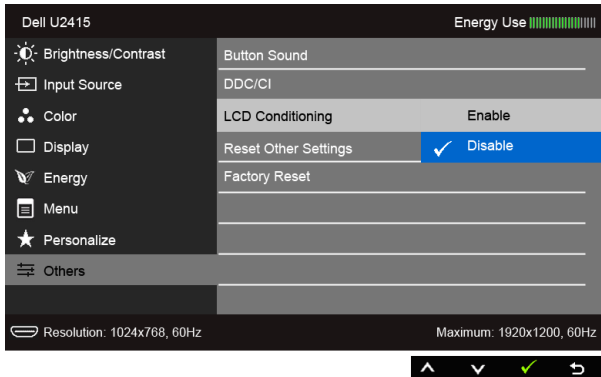 Dell U2415 Energy Use
Brightness/Contrast Button Sound
Input Source DDC/CI
Color LCD Conditioning Enable
Display Reset Other Settings Disable
Energy Factory Reset
Menu
Personalize
Others
Resolution: 1024x768, 60Hz Maximum: 1920x1200, 60Hz